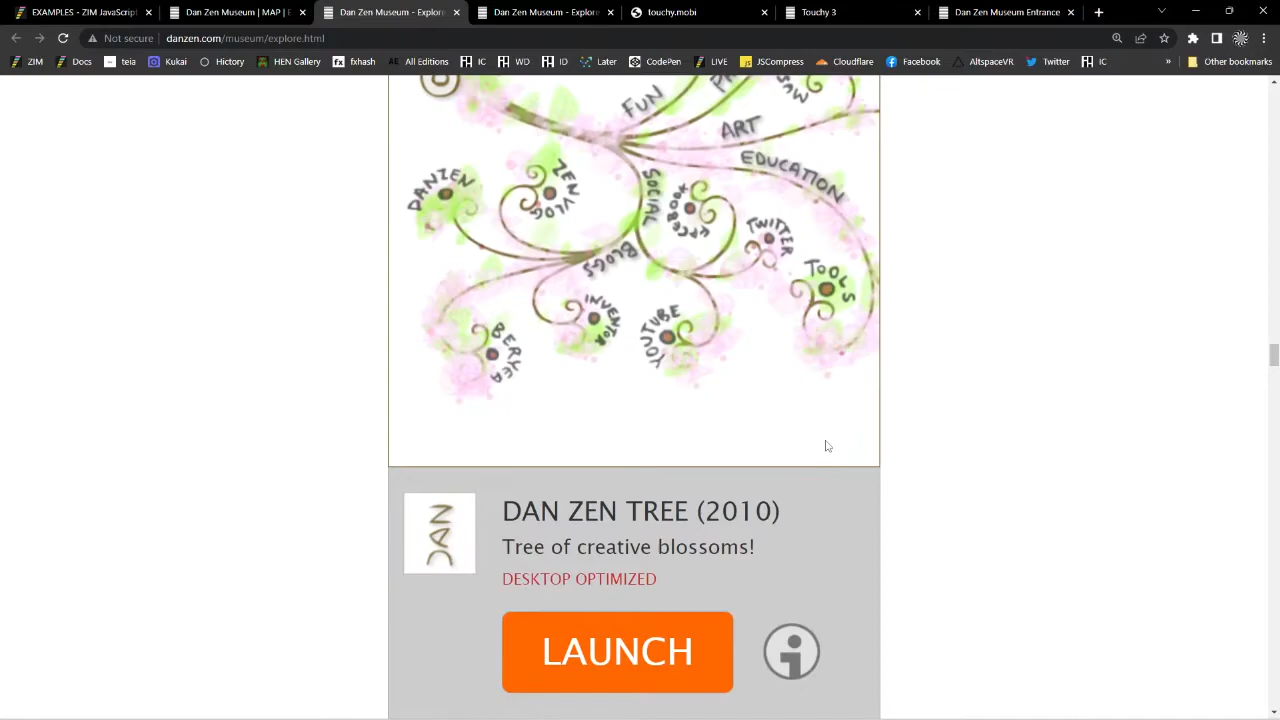 EXAMPLES - ZIM JavaScript
Dan Zen Museum | MAP | E
Dan Zen Museum - Explore
Dan Zen Museum - Explore
touchy.mobi
Touchy 3
Dan Zen Museum Entrance
Not secure
danzen.com/museum/explore.html
ZIM
Docs
teia
Kukai
Hictory
HEN Gallery
fxhash
All Editions
IC
WD
ID
Later
CodePen
LIVE
JSCompress
Cloudflare
Facebook
AltspaceVR
Twitter
IC
»
Other bookmarks
FUN
ART
EDUCATION
DANZEN
ZEN
VLOG
SOCIAL
TWITTER
BLOGS
TOOLS
INVENTOR
YOUTUBE
BERYEA
DAN
DAN ZEN TREE (2010)
Tree of creative blossoms!
DESKTOP OPTIMIZED
LAUNCH